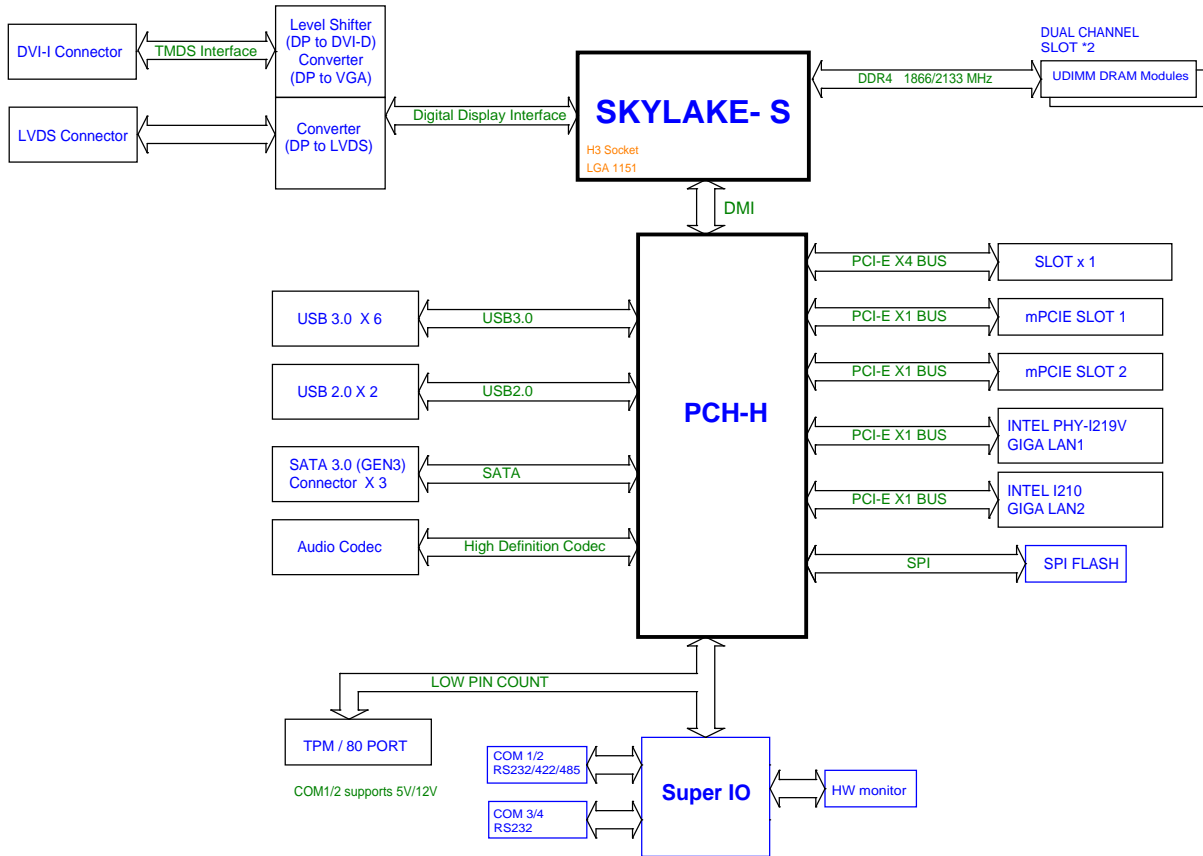 DVI-I Connector
TMDS Interface
Level Shifter
(DP to DVI-D)
Converter
(DP to VGA)
LVDS Connector
Converter
(DP to LVDS)
Digital Display Interface
SKYLAKE- S
H3 Socket
LGA 1151
DDR4 1866/2133 MHz
DUAL CHANNEL
SLOT *2
UDIMM DRAM Modules
DMI
PCH-H
USB 3.0 X 6
USB3.0
USB 2.0 X 2
USB2.0
SATA 3.0 (GEN3)
Connector X 3
SATA
Audio Codec
High Definition Codec
PCI-E X4 BUS
SLOT x 1
PCI-E X1 BUS
mPCIE SLOT 1
PCI-E X1 BUS
mPCIE SLOT 2
PCI-E X1 BUS
INTEL PHY-I219V
GIGA LAN1
PCI-E X1 BUS
INTEL I210
GIGA LAN2
SPI
SPI FLASH
LOW PIN COUNT
TPM / 80 PORT
COM1/2 supports 5V/12V
COM 1/2
RS232/422/485
COM 3/4
RS232
Super IO
HW monitor